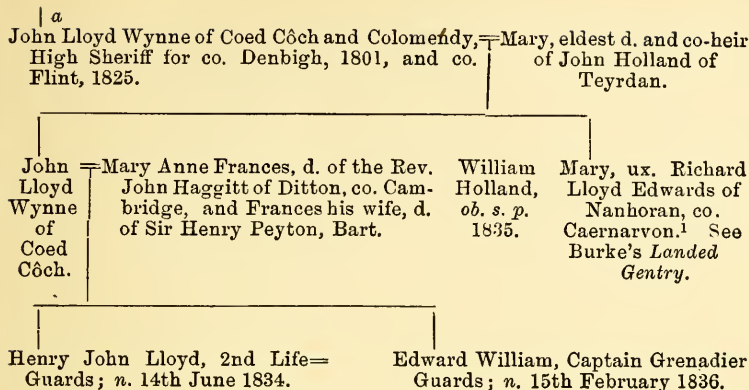 a
John Lloyd Wynne of Coed Côch and Colomendy,=Mary, eldest d. and co-heir
High Sheriff for co. Denbigh, 1801, and co. of John Holland of
Flint, 1825. Teyrdan.
John =Mary Anne Frances, d. of the Rev. William Mary, ux. Richard
Lloyd John Haggitt of Ditton, co. Cam- Holland, Lloyd Edwards of
Wynne bridge, and Frances his wife, d. ob. s. p. Nanhoran, co.
of of Sir Henry Peyton, Bart. 1835. Caernarvon.¹ See
Coed Burke's Landed
Côch. Gentry.
Henry John Lloyd, 2nd Life= Edward William, Captain Grenadier
Guards; n. 14th June 1834. Guards; n. 15th February 1836.